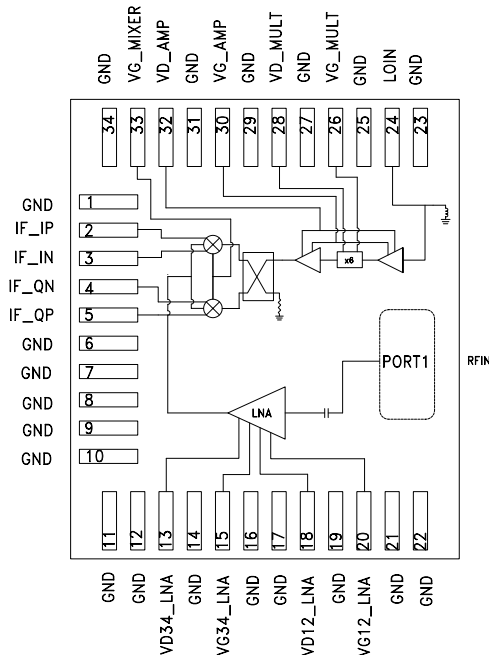 GND VG_MIXER VD_AMP GND VG_AMP GND VD_MULT GND VG_MULT GND LOIN GND
34 33 32 31 30 29 28 27 26 25 24 23
GND 1
IF_IP 2
IF_IN 3
IF_QN 4
IF_QP 5
GND 6
GND 7
GND 8
GND 9
GND 10
x6
PORT1
RFIN
LNA
11 12 13 14 15 16 17 18 19 20 21 22
GND GND VD34_LNA GND VG34_LNA GND GND VD12_LNA GND VG12_LNA GND GND